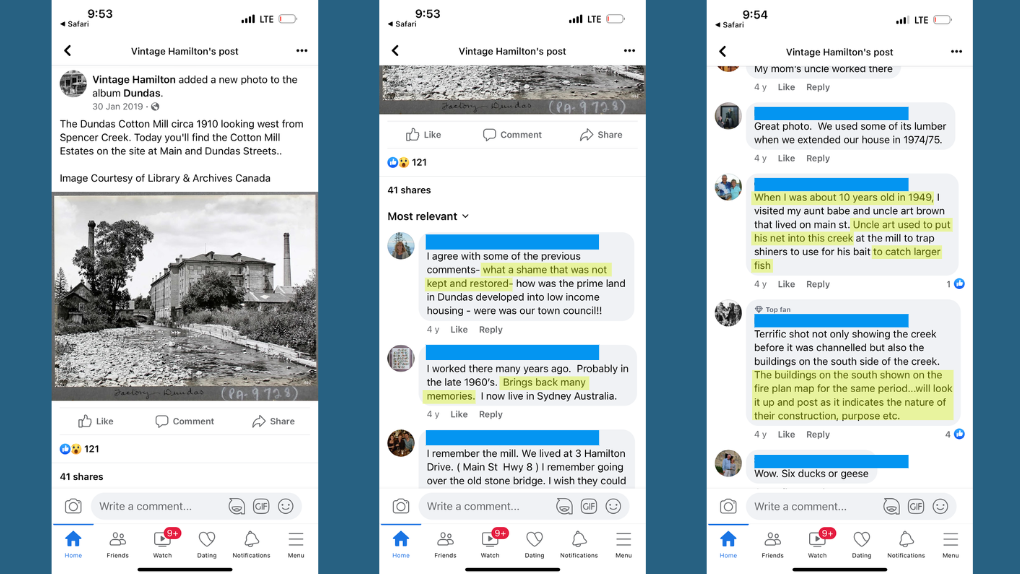 9:53
LTE
◀ Safari
Vintage Hamilton's post
Vintage Hamilton added a new photo to the
album Dundas.
30 Jan 2019 ·
The Dundas Cotton Mill circa 1910 looking west from
Spencer Creek. Today you'll find the Cotton Mill
Estates on the site at Main and Dundas Streets..
Image Courtesy of Library & Archives Canada
Factory - Dundas (PA-9728)
Like Comment Share
121
41 shares
Write a comment...
GIF
9+
Home Friends Watch Dating Notifications Menu
9:53
LTE
◀ Safari
Vintage Hamilton's post
Factory - Dundas (PA-9728)
Like Comment Share
121
41 shares
Most relevant
I agree with some of the previous
comments- what a shame that was not
kept and restored- how was the prime land
in Dundas developed into low income
housing - were was our town council!!
4 y Like Reply
I worked there many years ago. Probably in
the late 1960's. Brings back many
memories. I now live in Sydney Australia.
4 y Like Reply
I remember the mill. We lived at 3 Hamilton
Drive. ( Main St Hwy 8 ) I remember going
over the old stone bridge. I wish they could
Write a comment...
GIF
9+
Home Friends Watch Dating Notifications Menu
9:54
LTE
◀ Safari
Vintage Hamilton's post
My mom's uncle worked there
4 y Like Reply
Great photo. We used some of its lumber
when we extended our house in 1974/75.
4 y Like Reply
When I was about 10 years old in 1949, I
visited my aunt babe and uncle art brown
that lived on main st. Uncle art used to put
his net into this creek at the mill to trap
shiners to use for his bait to catch larger
fish
4 y Like Reply 1
Top fan
Terrific shot not only showing the creek
before it was channelled but also the
buildings on the south side of the creek.
The buildings on the south shown on the
fire plan map for the same period...will look
it up and post as it indicates the nature of
their construction, purpose etc.
4 y Like Reply 4
Wow. Six ducks or geese
Write a comment...
GIF
9+
Home Friends Watch Dating Notifications Menu